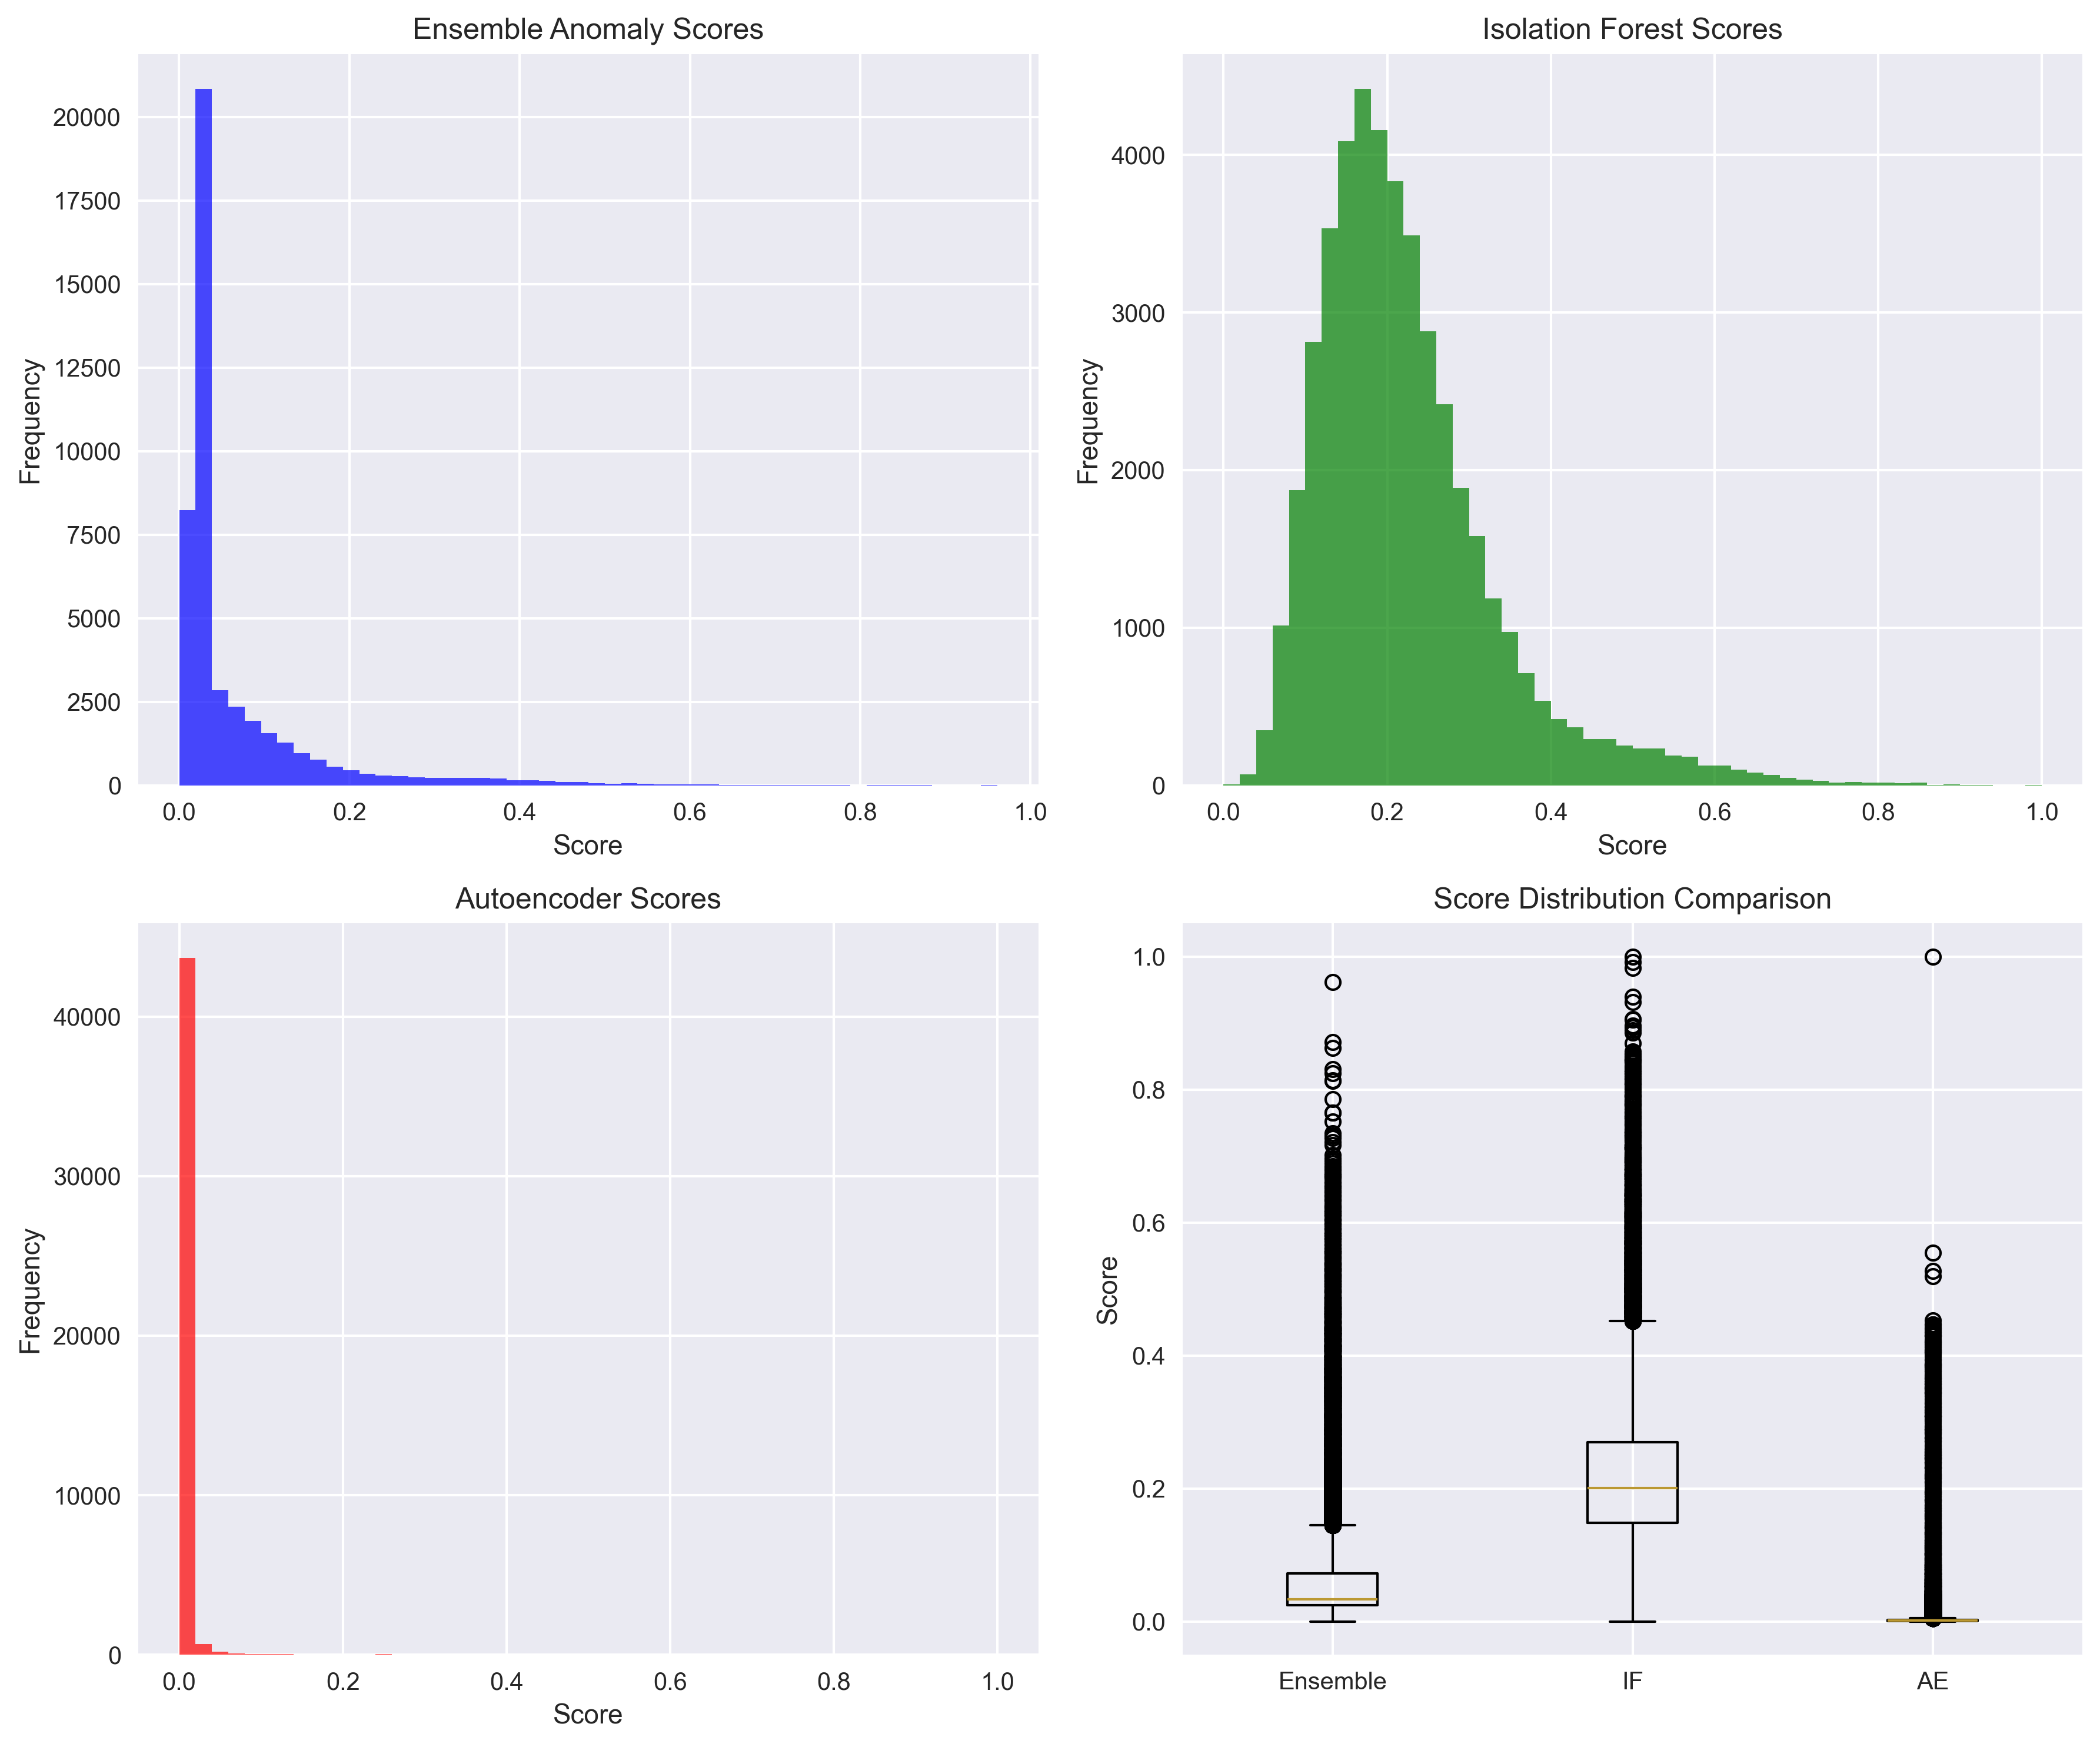 Ensemble Anomaly Scores
20000
17500
15000
12500
10000
7500
5000
2500
0
Frequency
0.0 0.2 0.4 0.6 0.8 1.0
Score
Isolation Forest Scores
4000
3000
2000
1000
0
Frequency
0.0 0.2 0.4 0.6 0.8 1.0
Score
Autoencoder Scores
40000
30000
20000
10000
0
Frequency
0.0 0.2 0.4 0.6 0.8 1.0
Score
Score Distribution Comparison
1.0
0.8
0.6
0.4
0.2
0.0
Score
Ensemble IF AE